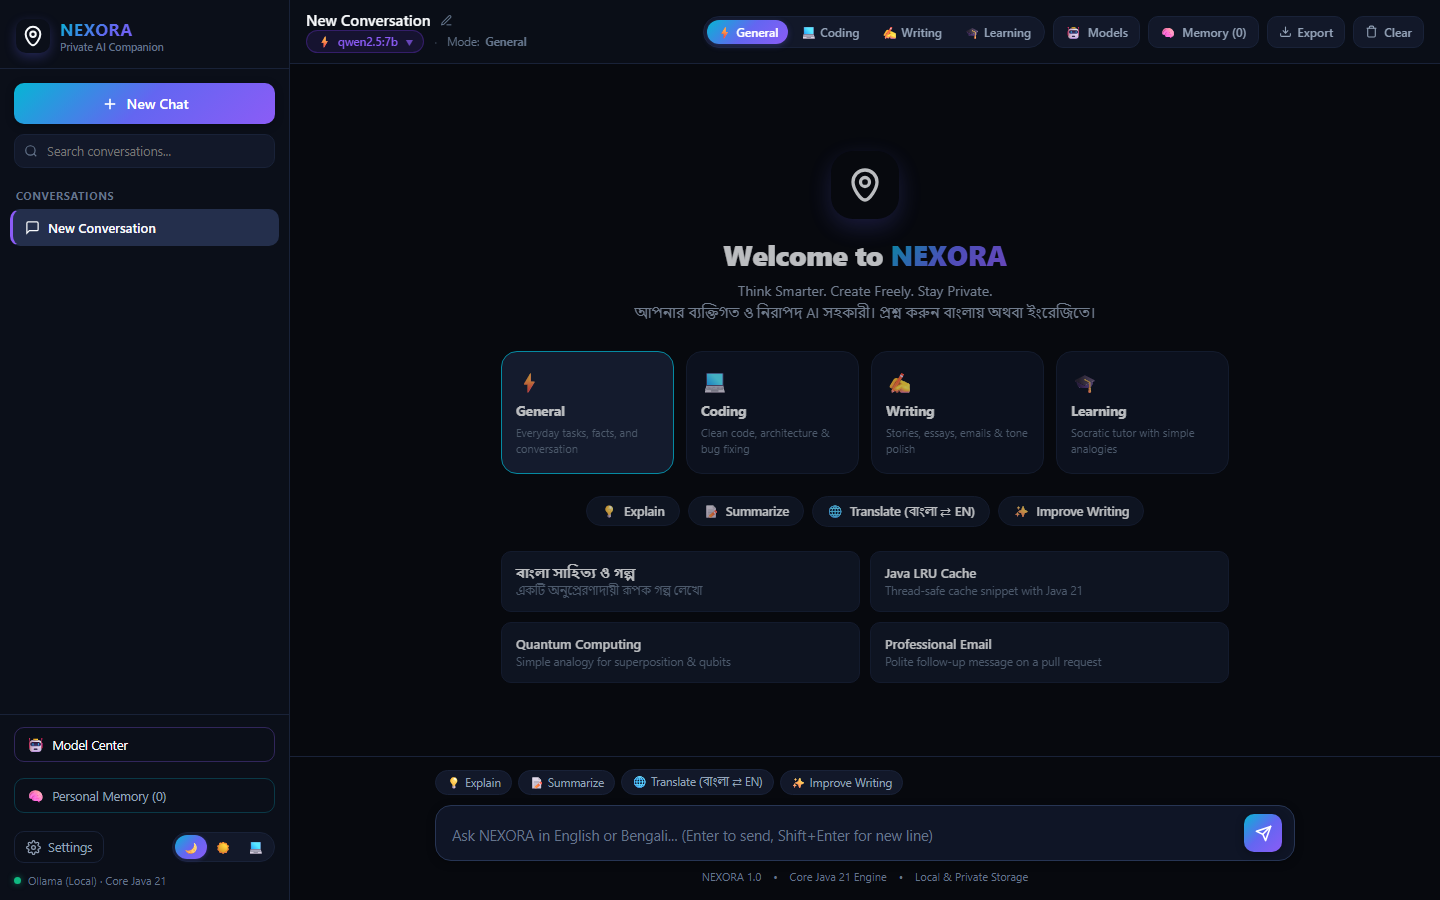 NEXORA
Private AI Companion
New Chat
Search conversations...
CONVERSATIONS
New Conversation
Model Center
Personal Memory (0)
Settings
Ollama (Local) · Core Java 21
New Conversation
qwen2.5:7b ▼ · Mode: General
General Coding Writing Learning Models Memory (0) Export Clear
Welcome to NEXORA
Think Smarter. Create Freely. Stay Private.
আপনার ব্যক্তিগত ও নিরাপদ AI সহকারী। প্রশ্ন করুন বাংলায় অথবা ইংরেজিতে।
General
Everyday tasks, facts, and
conversation
Coding
Clean code, architecture &
bug fixing
Writing
Stories, essays, emails & tone
polish
Learning
Socratic tutor with simple
analogies
Explain Summarize Translate (বাংলা ⇄ EN) Improve Writing
বাংলা সাহিত্য ও গল্প
একটি অনুপ্রেরণাদায়ী রূপক গল্প লেখো
Java LRU Cache
Thread-safe cache snippet with Java 21
Quantum Computing
Simple analogy for superposition & qubits
Professional Email
Polite follow-up message on a pull request
Explain Summarize Translate (বাংলা ⇄ EN) Improve Writing
Ask NEXORA in English or Bengali... (Enter to send, Shift+Enter for new line)
NEXORA 1.0 • Core Java 21 Engine • Local & Private Storage